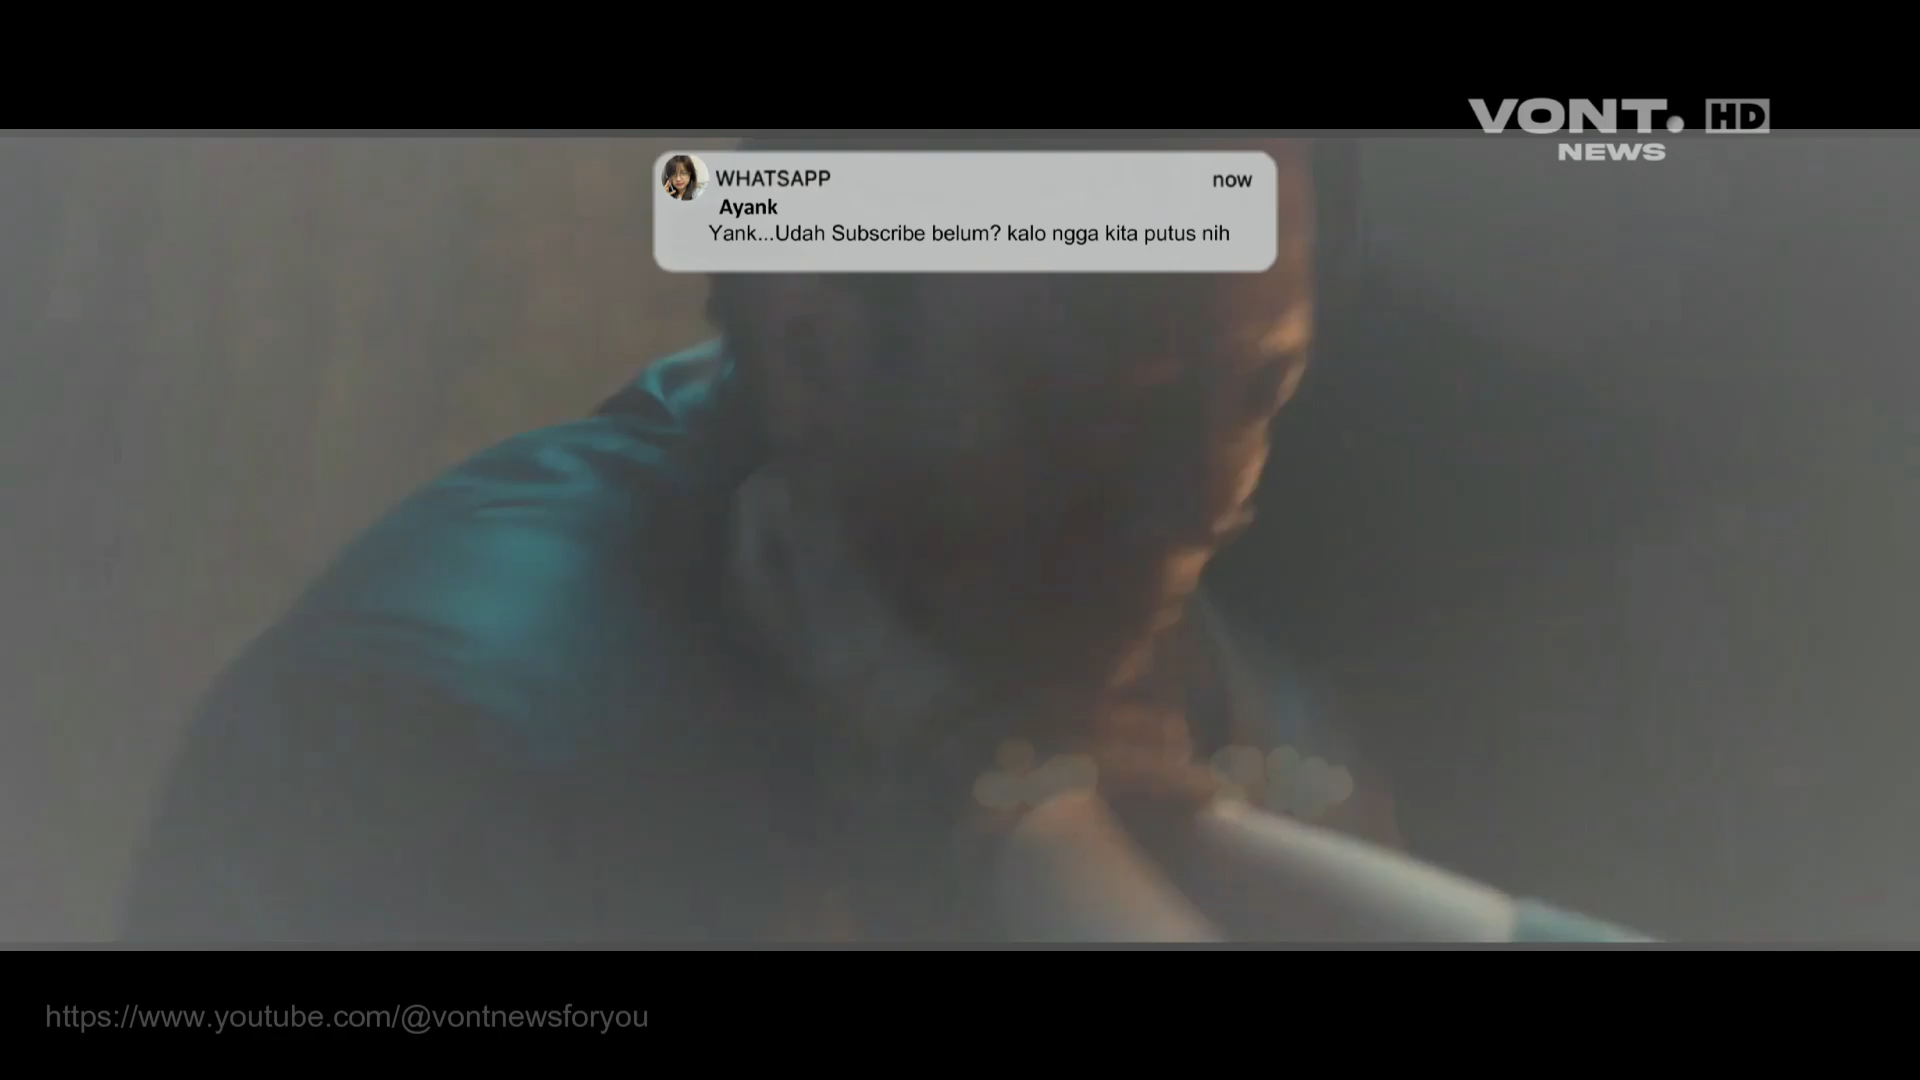 VONT. HD
NEWS
WHATSAPP now
Ayank
Yank...Udah Subscribe belum? kalo ngga kita putus nih
https://www.youtube.com/@vontnewsforyou